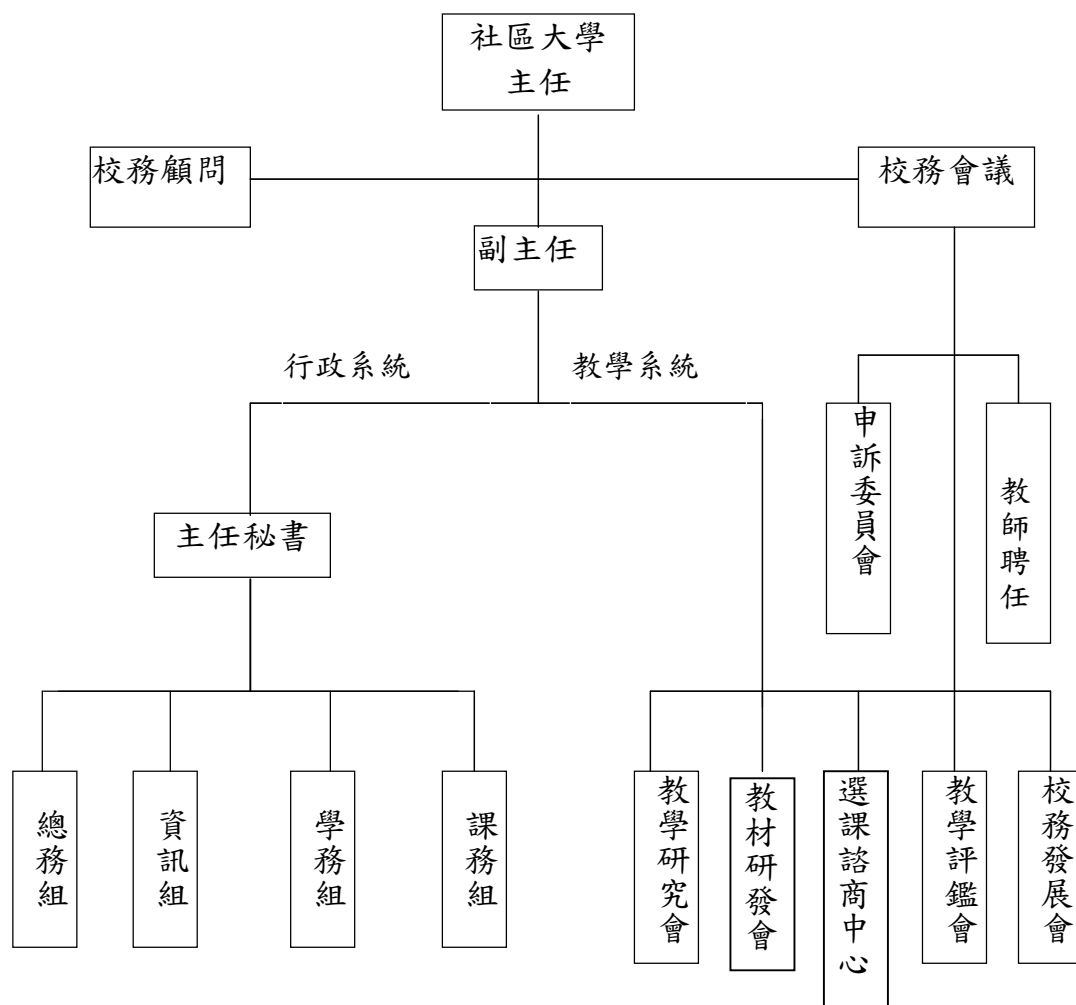 社區大學
主任
校務顧問
校務會議
副主任
行政系統
教學系統
申訴委員會
教師聘任
主任秘書
總務組
資訊組
學務組
課務組
教學研究會
教材研發會
選課諮商中心
教學評鑑會
校務發展會